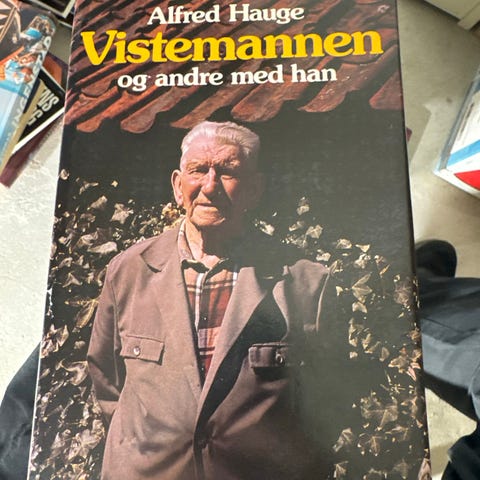 Alfred Hauge
Vistemannen
og andre med han